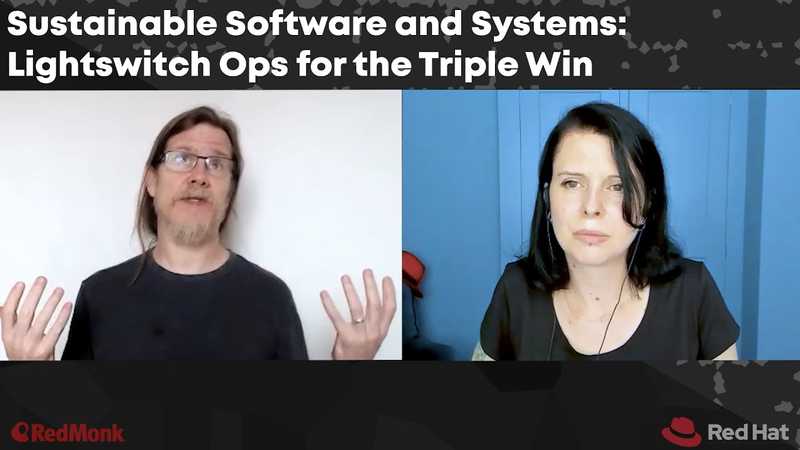 Sustainable Software and Systems:
Lightswitch Ops for the Triple Win
RedMonk
Red Hat